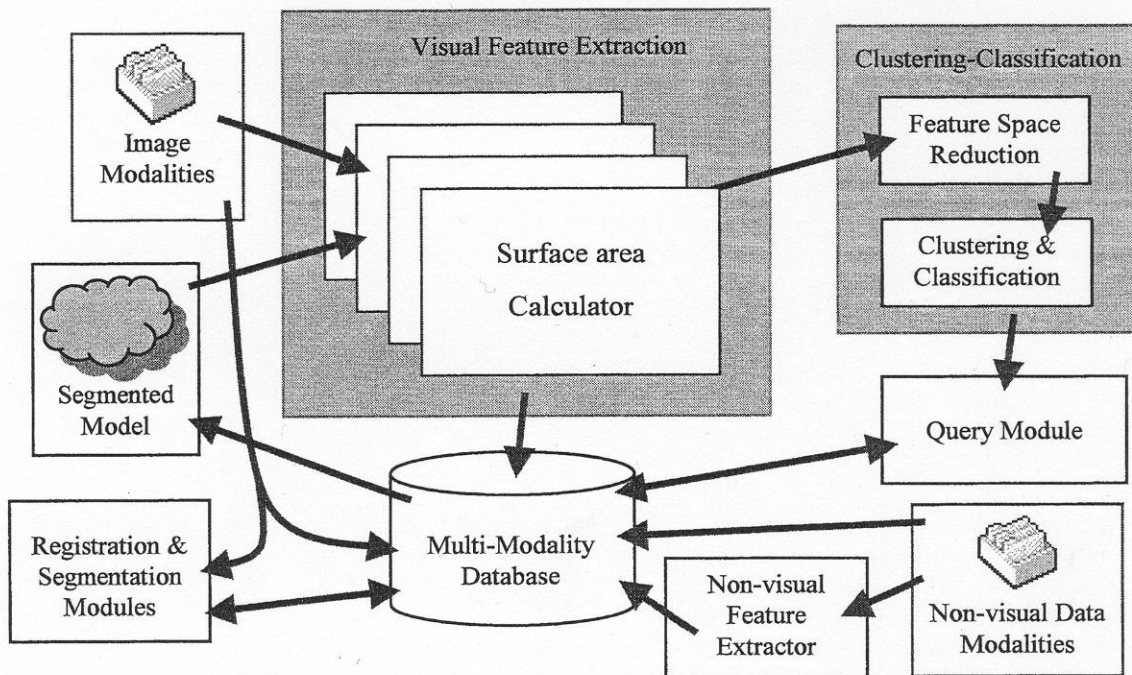 Visual Feature Extraction
Clustering-Classification
Image
Modalities
Feature Space
Reduction
Surface area
Calculator
Clustering &
Classification
Segmented
Model
Query Module
Registration &
Segmentation
Modules
Multi-Modality
Database
Non-visual
Feature
Extractor
Non-visual Data
Modalities